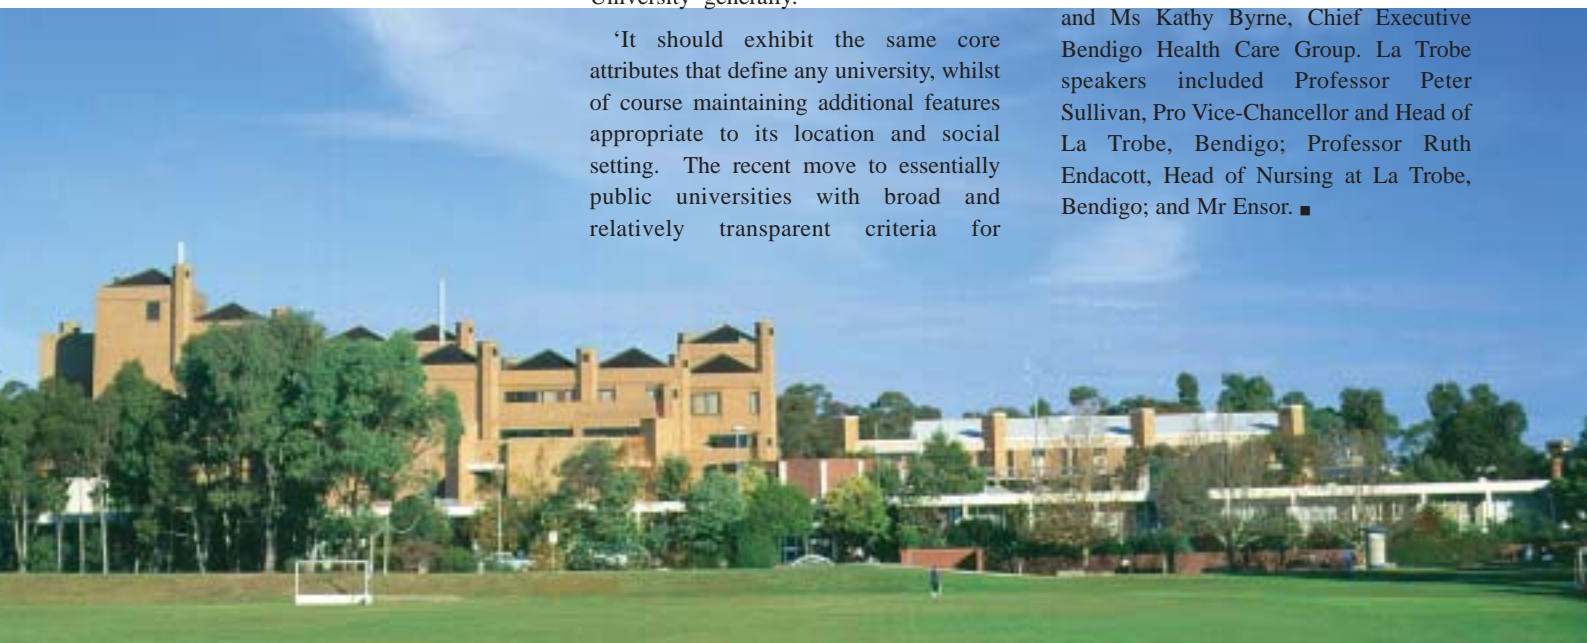 University generally.
‘It should exhibit the same core
attributes that define any university, whilst
of course maintaining additional features
appropriate to its location and social
setting. The recent move to essentially
public universities with broad and
relatively transparent criteria for
and Ms Kathy Byrne, Chief Executive
Bendigo Health Care Group. La Trobe
speakers included Professor Peter
Sullivan, Pro Vice-Chancellor and Head of
La Trobe, Bendigo; Professor Ruth
Endacott, Head of Nursing at La Trobe,
Bendigo; and Mr Ensor. ■